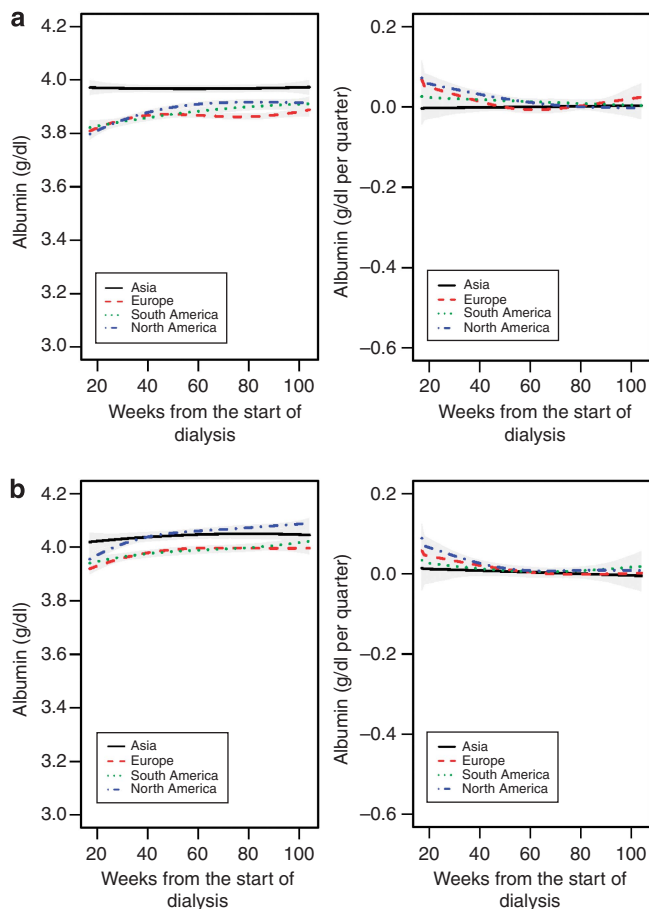 a
4.2
4.0
3.8
3.6
3.4
3.2
3.0
Albumin (g/dl)
Asia
Europe
South America
North America
20 40 60 80 100
Weeks from the start of
dialysis
0.2
0.0
−0.2
−0.4
−0.6
Albumin (g/dl per quarter)
Asia
Europe
South America
North America
20 40 60 80 100
Weeks from the start of
dialysis
b
4.2
4.0
3.8
3.6
3.4
3.2
3.0
Albumin (g/dl)
Asia
Europe
South America
North America
20 40 60 80 100
Weeks from the start of
dialysis
0.2
0.0
−0.2
−0.4
−0.6
Albumin (g/dl per quarter)
Asia
Europe
South America
North America
20 40 60 80 100
Weeks from the start of
dialysis